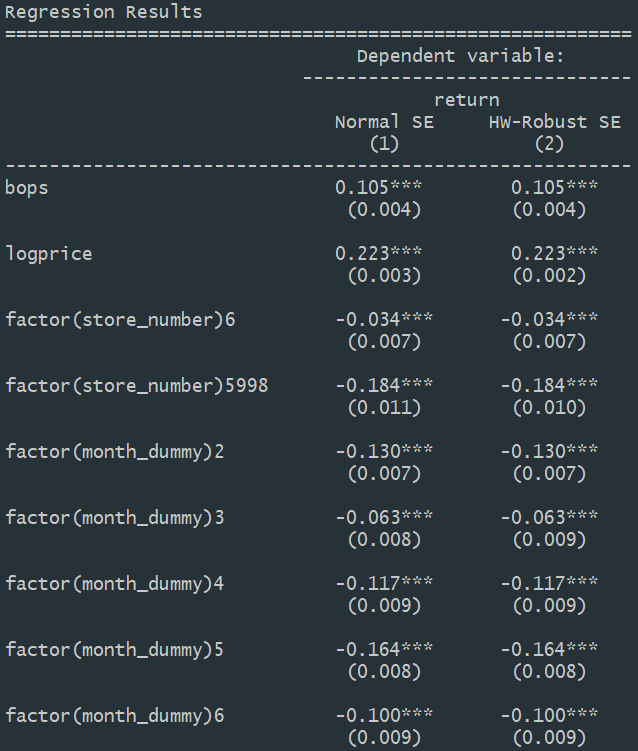 Regression Results
=========================================================
Dependent variable:
------------------------------
return
Normal SE HW-Robust SE
(1) (2)
---------------------------------------------------------
bops 0.105*** 0.105***
(0.004) (0.004)
logprice 0.223*** 0.223***
(0.003) (0.002)
factor(store_number)6 -0.034*** -0.034***
(0.007) (0.007)
factor(store_number)5998 -0.184*** -0.184***
(0.011) (0.010)
factor(month_dummy)2 -0.130*** -0.130***
(0.007) (0.007)
factor(month_dummy)3 -0.063*** -0.063***
(0.008) (0.009)
factor(month_dummy)4 -0.117*** -0.117***
(0.009) (0.009)
factor(month_dummy)5 -0.164*** -0.164***
(0.008) (0.008)
factor(month_dummy)6 -0.100*** -0.100***
(0.009) (0.009)